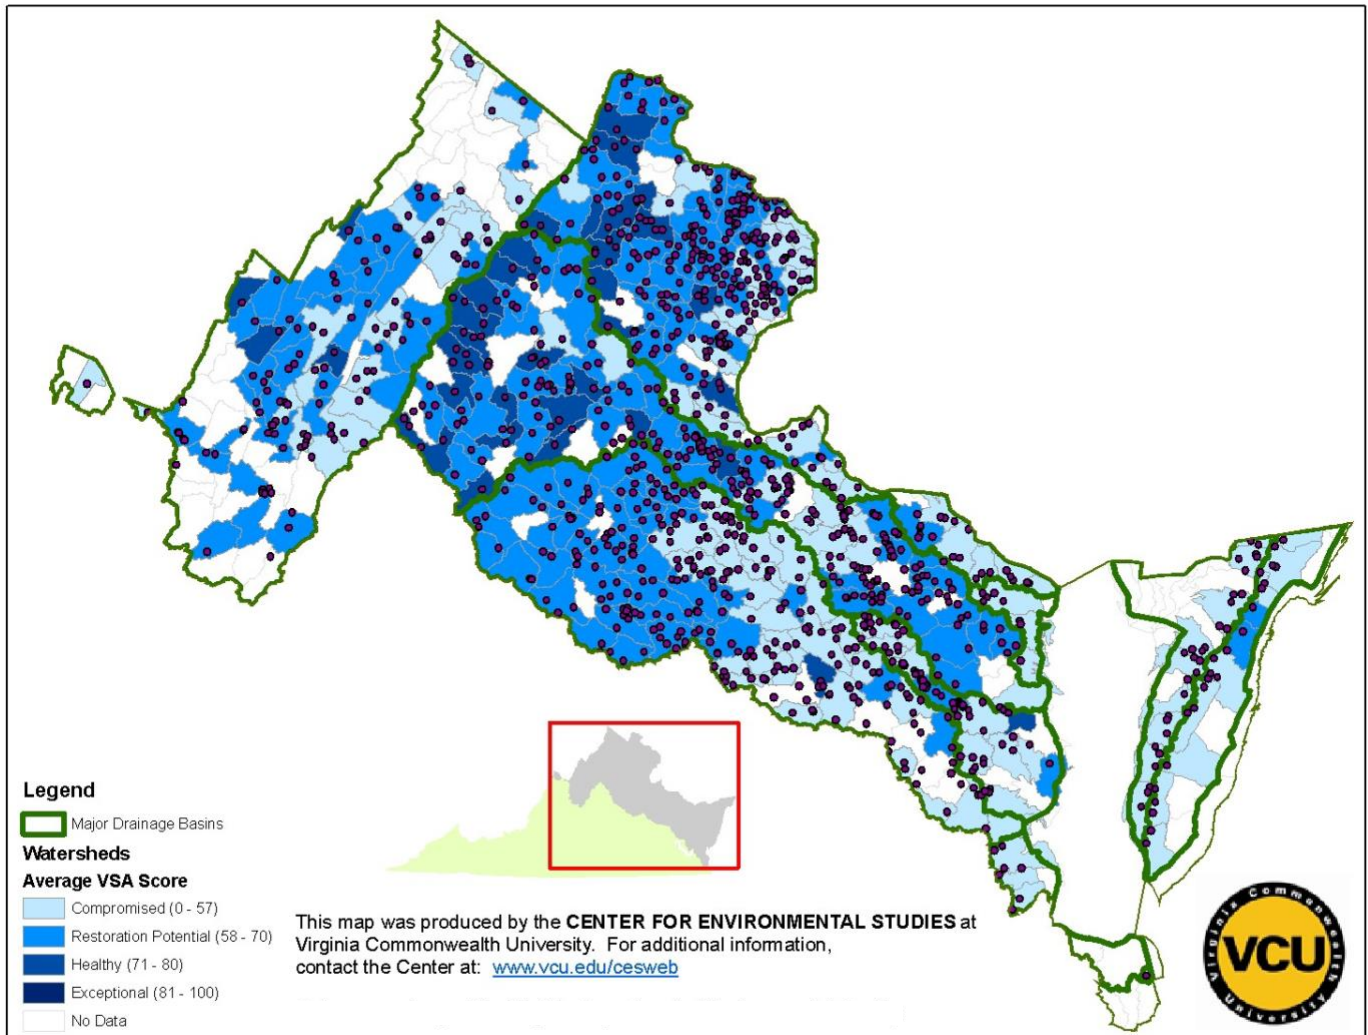 Legend
Major Drainage Basins
Watersheds
Average VSA Score
Compromised (0 - 57)
Restoration Potential (58 - 70)
Healthy (71 - 80)
Exceptional (81 - 100)
No Data
This map was produced by the CENTER FOR ENVIRONMENTAL STUDIES at
Virginia Commonwealth University. For additional information,
contact the Center at: www.vcu.edu/cesweb
Virginia Commonwealth University
VCU